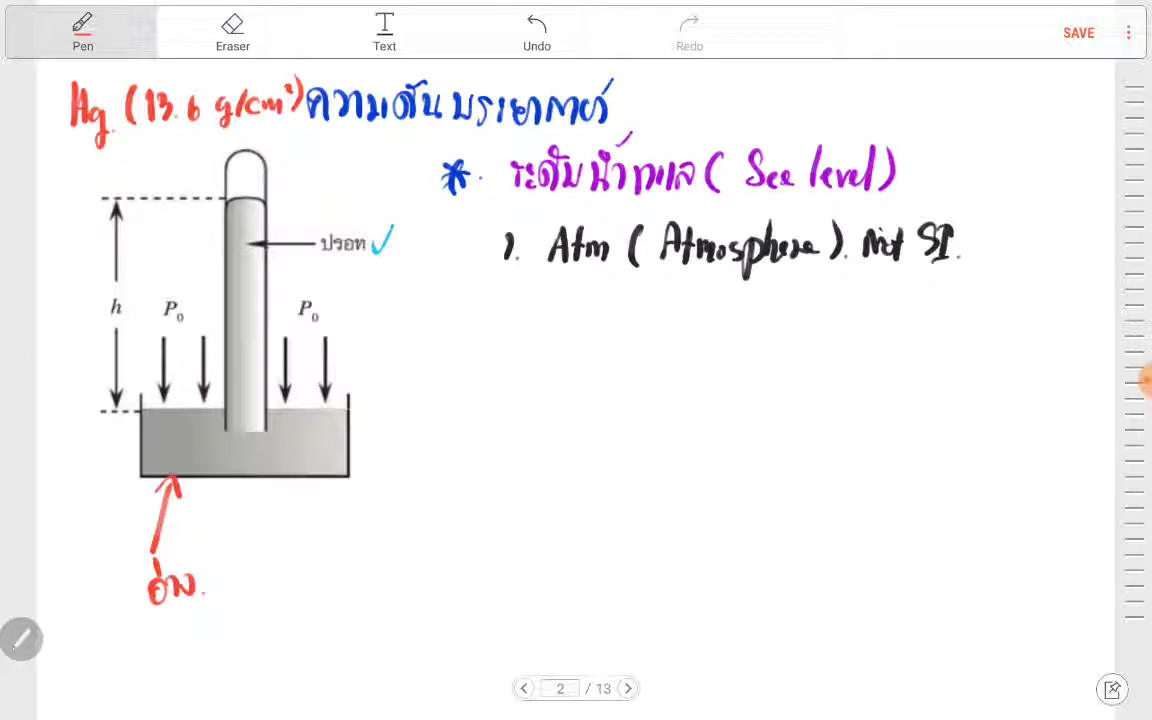 Pen Eraser Text Undo Redo SAVE
Hg. (13.6 g/cm³) ความดันบรรยากาศ
*. ระดับน้ำทะเล ( Sea level )
1. Atm ( Atmosphere ). Not SI.
ปรอท
h P₀ P₀
อ่าง.
2 / 13